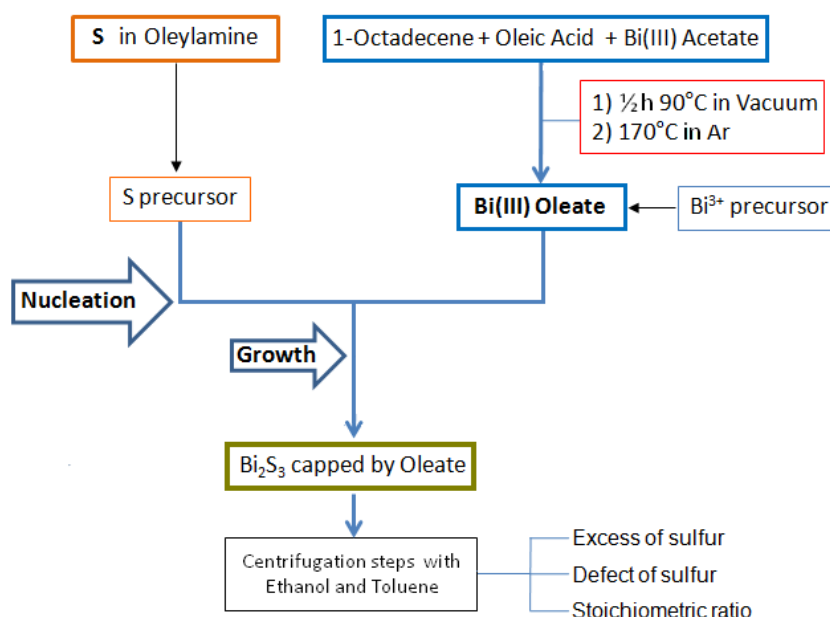 S in Oleylamine
1-Octadecene + Oleic Acid + Bi(III) Acetate
1) ½h 90°C in Vacuum
2) 170°C in Ar
S precursor
Bi(III) Oleate
Bi³⁺ precursor
Nucleation
Growth
Bi₂S₃ capped by Oleate
Centrifugation steps with
Ethanol and Toluene
Excess of sulfur
Defect of sulfur
Stoichiometric ratio